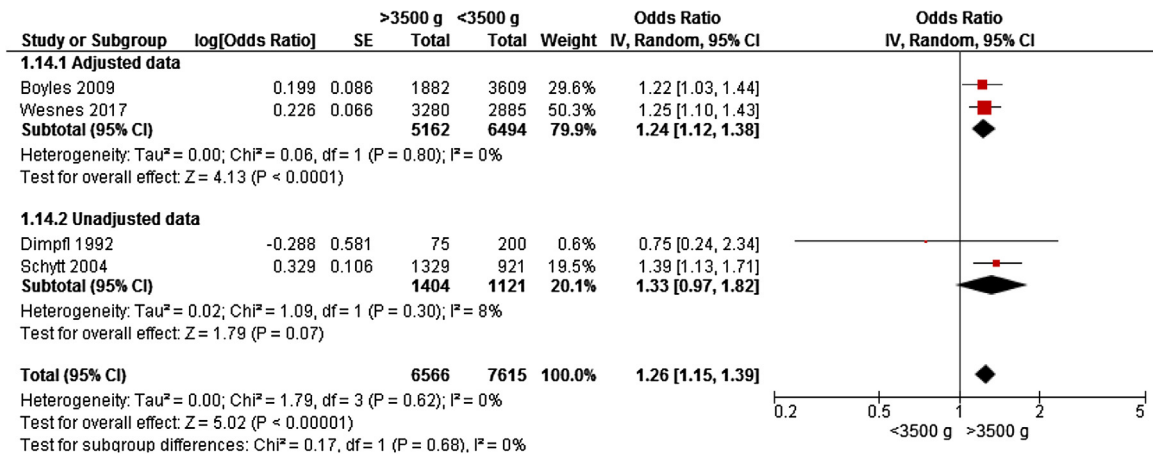 >3500 g <3500 g Odds Ratio Odds Ratio
Study or Subgroup log[Odds Ratio] SE Total Total Weight IV, Random, 95% CI IV, Random, 95% CI
1.14.1 Adjusted data
Boyles 2009 0.199 0.086 1882 3609 29.6% 1.22 [1.03, 1.44]
Wesnes 2017 0.226 0.066 3280 2885 50.3% 1.25 [1.10, 1.43]
Subtotal (95% CI) 5162 6494 79.9% 1.24 [1.12, 1.38]
Heterogeneity: Tau² = 0.00; Chi² = 0.06, df = 1 (P = 0.80); I² = 0%
Test for overall effect: Z = 4.13 (P < 0.0001)
1.14.2 Unadjusted data
Dimpfl 1992 -0.288 0.581 75 200 0.6% 0.75 [0.24, 2.34]
Schytt 2004 0.329 0.106 1329 921 19.5% 1.39 [1.13, 1.71]
Subtotal (95% CI) 1404 1121 20.1% 1.33 [0.97, 1.82]
Heterogeneity: Tau² = 0.02; Chi² = 1.09, df = 1 (P = 0.30); I² = 8%
Test for overall effect: Z = 1.79 (P = 0.07)
Total (95% CI) 6566 7615 100.0% 1.26 [1.15, 1.39]
Heterogeneity: Tau² = 0.00; Chi² = 1.79, df = 3 (P = 0.62); I² = 0%
Test for overall effect: Z = 5.02 (P < 0.00001)
Test for subgroup differences: Chi² = 0.17, df = 1 (P = 0.68), I² = 0%
0.2 0.5 1 2 5
<3500 g >3500 g